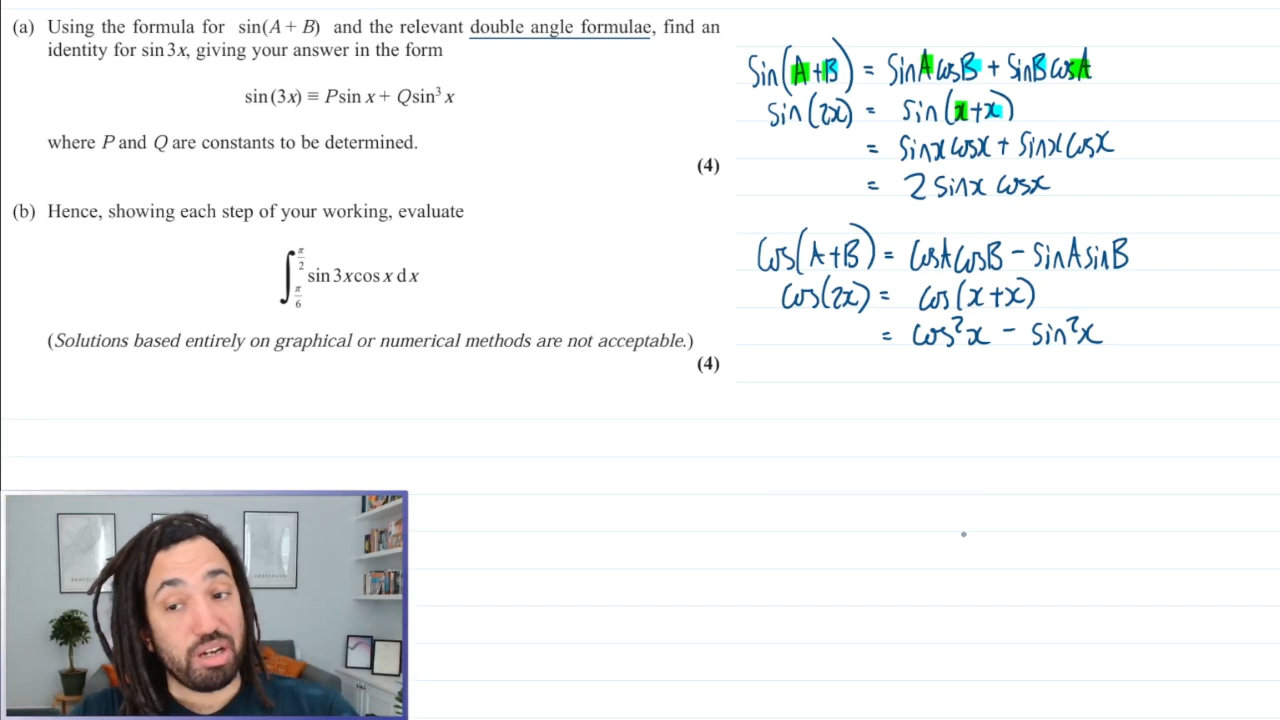 (a) Using the formula for sin(A + B) and the relevant double angle formulae, find an
identity for sin 3x, giving your answer in the form
sin (3x) ≡ Psin x + Qsin³ x
where P and Q are constants to be determined.
(4)
(b) Hence, showing each step of your working, evaluate
∫_{π/6}^{π/2} sin 3x cos x dx
(Solutions based entirely on graphical or numerical methods are not acceptable.)
(4)
Sin(A+B) = SinA cosB + SinB cosA
Sin(2x) = Sin(x+x)
= Sinx cosx + Sinx cosx
= 2 Sinx cosx
Cos(A+B) = CosA CosB - SinA SinB
Cos(2x) = Cos(x+x)
= Cos²x - Sin²x